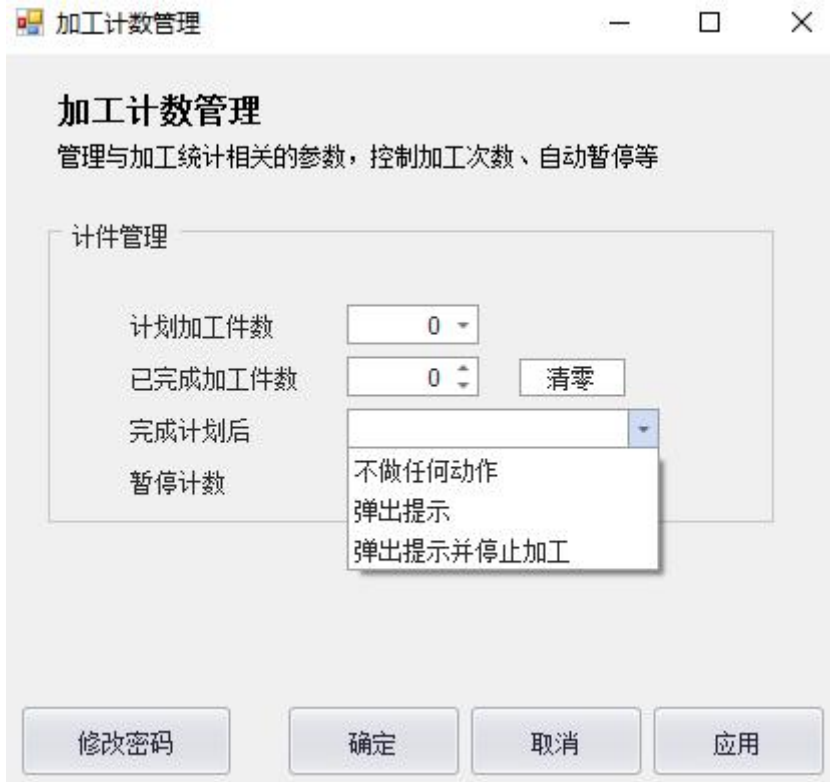 加工计数管理
加工计数管理
管理与加工统计相关的参数，控制加工次数、自动暂停等
计件管理
计划加工件数 0
已完成加工件数 0 清零
完成计划后
不做任何动作
暂停计数
弹出提示
弹出提示并停止加工
修改密码 确定 取消 应用